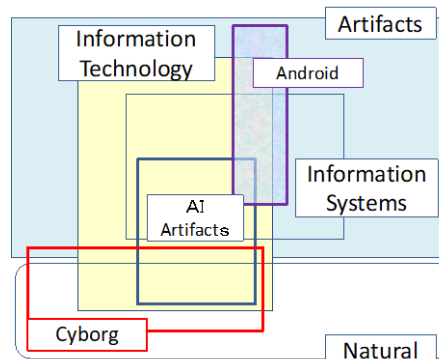 Artifacts
Information
Technology
Android
Information
Systems
AI
Artifacts
Cyborg
Natural